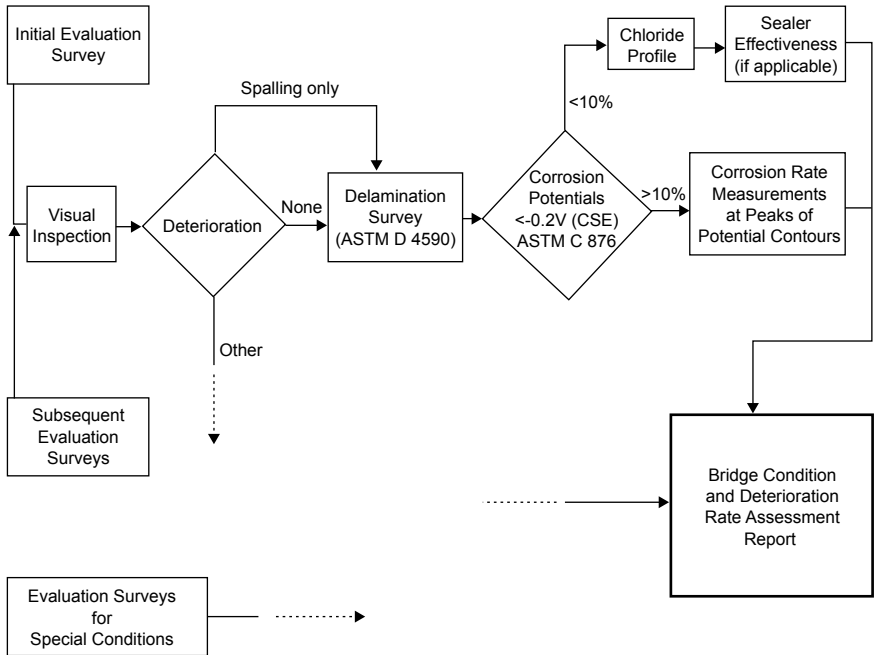 Initial Evaluation
Survey
Visual
Inspection
Subsequent
Evaluation
Surveys
Deterioration
Spalling only
None
Other
Delamination
Survey
(ASTM D 4590)
Corrosion
Potentials
<-0.2V (CSE)
ASTM C 876
<10%
>10%
Chloride
Profile
Sealer
Effectiveness
(if applicable)
Corrosion Rate
Measurements
at Peaks of
Potential Contours
Bridge Condition
and Deterioration
Rate Assessment
Report
Evaluation Surveys
for
Special Conditions